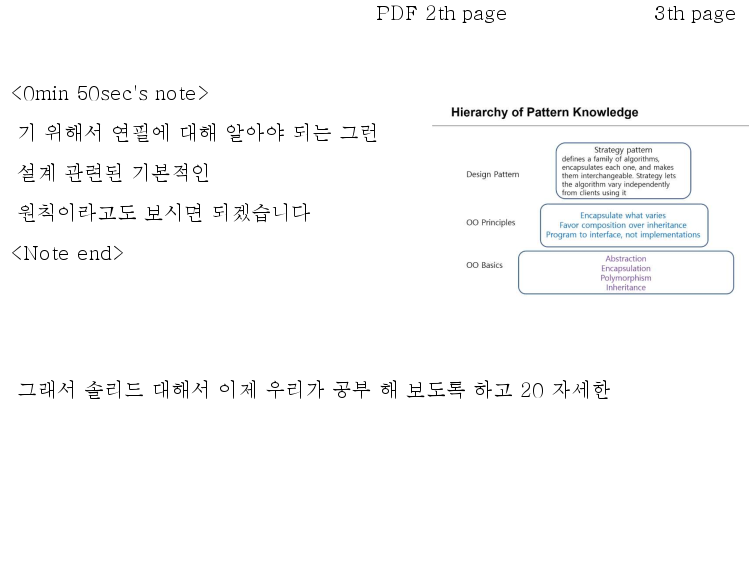 PDF 2th page 3th page
<0min 50sec's note>
기 위해서 연필에 대해 알아야 되는 그런
설계 관련된 기본적인
원칙이라고도 보시면 되겠습니다
<Note end>
Hierarchy of Pattern Knowledge
Design Pattern
Strategy pattern
defines a family of algorithms,
encapsulates each one, and makes
them interchangeable. Strategy lets
the algorithm vary independently
from clients using it
OO Principles
Encapsulate what varies
Favor composition over inheritance
Program to interface, not implementations
OO Basics
Abstraction
Encapsulation
Polymorphism
Inheritance
그래서 솔리드 대해서 이제 우리가 공부 해 보도록 하고 20 자세한